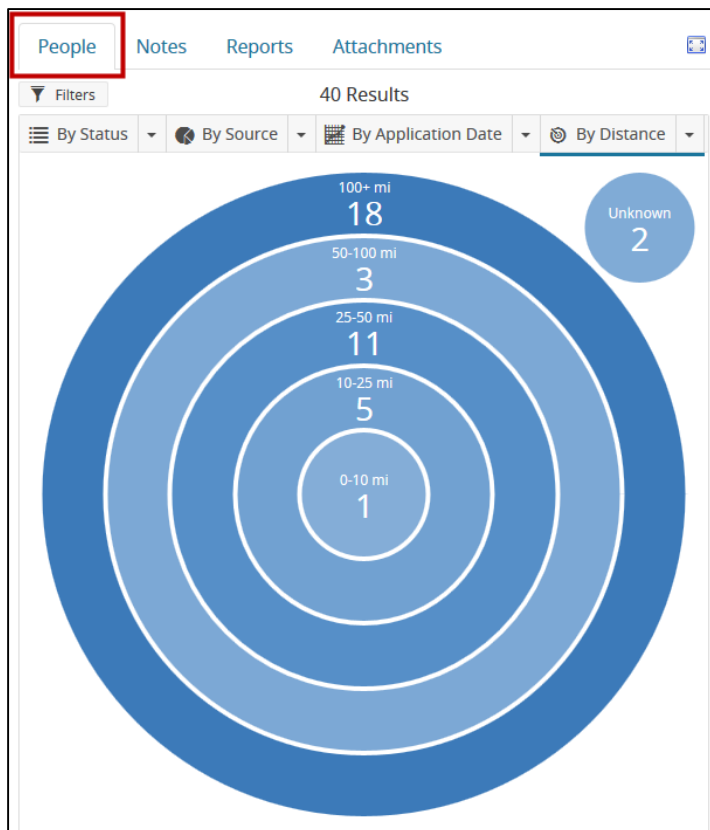 People Notes Reports Attachments
Filters 40 Results
By Status By Source By Application Date By Distance
100+ mi
18
Unknown
2
50-100 mi
3
25-50 mi
11
10-25 mi
5
0-10 mi
1